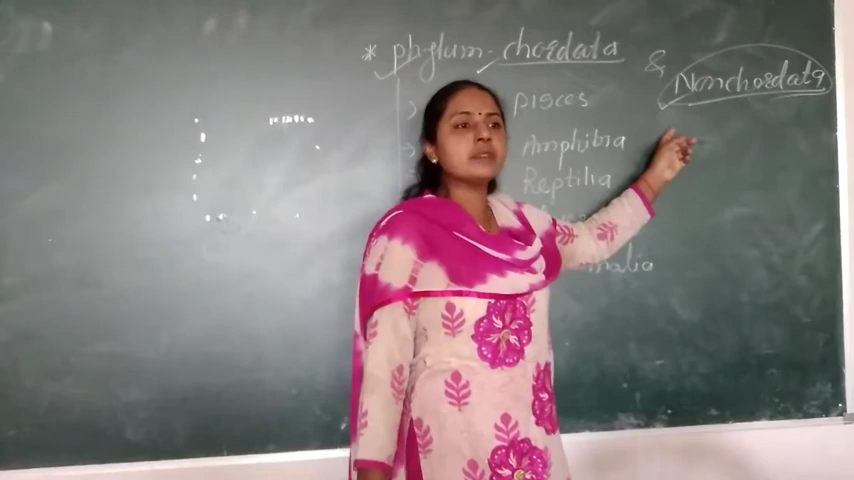 * phylum - chordata & Nonchordata
Pisces
Amphibia
Reptilia
malia